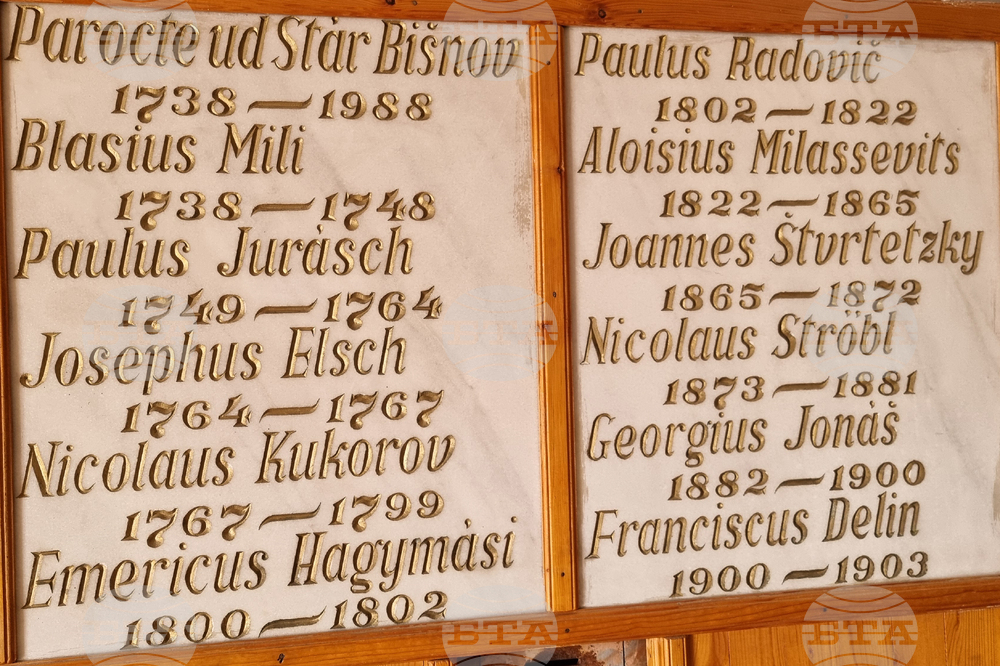 Parocte ud Stár Bišnov
1738 — 1988
Blasius Mili
1738 — 1748
Paulus Jurásch
1749 — 1764
Josephus Elsch
1764 — 1767
Nicolaus Kukorov
1767 — 1799
Emericus Hagymási
1800 — 1802
Paulus Radovič
1802 — 1822
Aloisius Milassevits
1822 — 1865
Joannes Štvrtetzky
1865 — 1872
Nicolaus Ströbl
1873 — 1881
Georgius Jonáš
1882 — 1900
Franciscus Delin
1900 — 1903
БТА